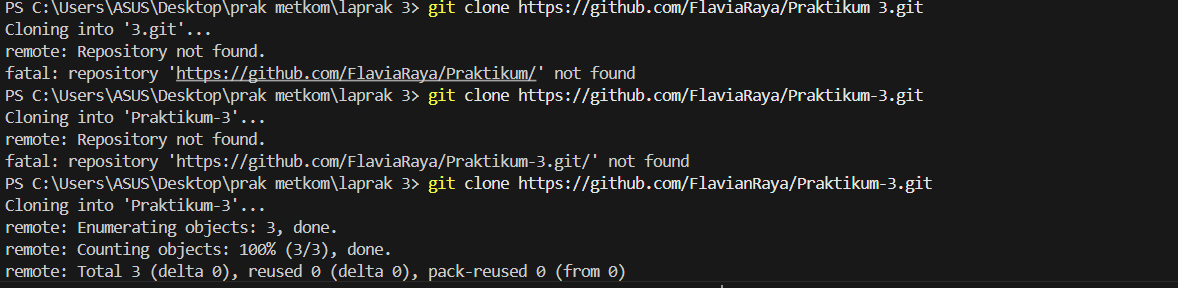 PS C:\Users\ASUS\Desktop\prak metkom\laprak 3> git clone https://github.com/FlaviaRaya/Praktikum 3.git
Cloning into '3.git'...
remote: Repository not found.
fatal: repository 'https://github.com/FlaviaRaya/Praktikum/' not found
PS C:\Users\ASUS\Desktop\prak metkom\laprak 3> git clone https://github.com/FlaviaRaya/Praktikum-3.git
Cloning into 'Praktikum-3'...
remote: Repository not found.
fatal: repository 'https://github.com/FlaviaRaya/Praktikum-3.git/' not found
PS C:\Users\ASUS\Desktop\prak metkom\laprak 3> git clone https://github.com/FlavianRaya/Praktikum-3.git
Cloning into 'Praktikum-3'...
remote: Enumerating objects: 3, done.
remote: Counting objects: 100% (3/3), done.
remote: Total 3 (delta 0), reused 0 (delta 0), pack-reused 0 (from 0)